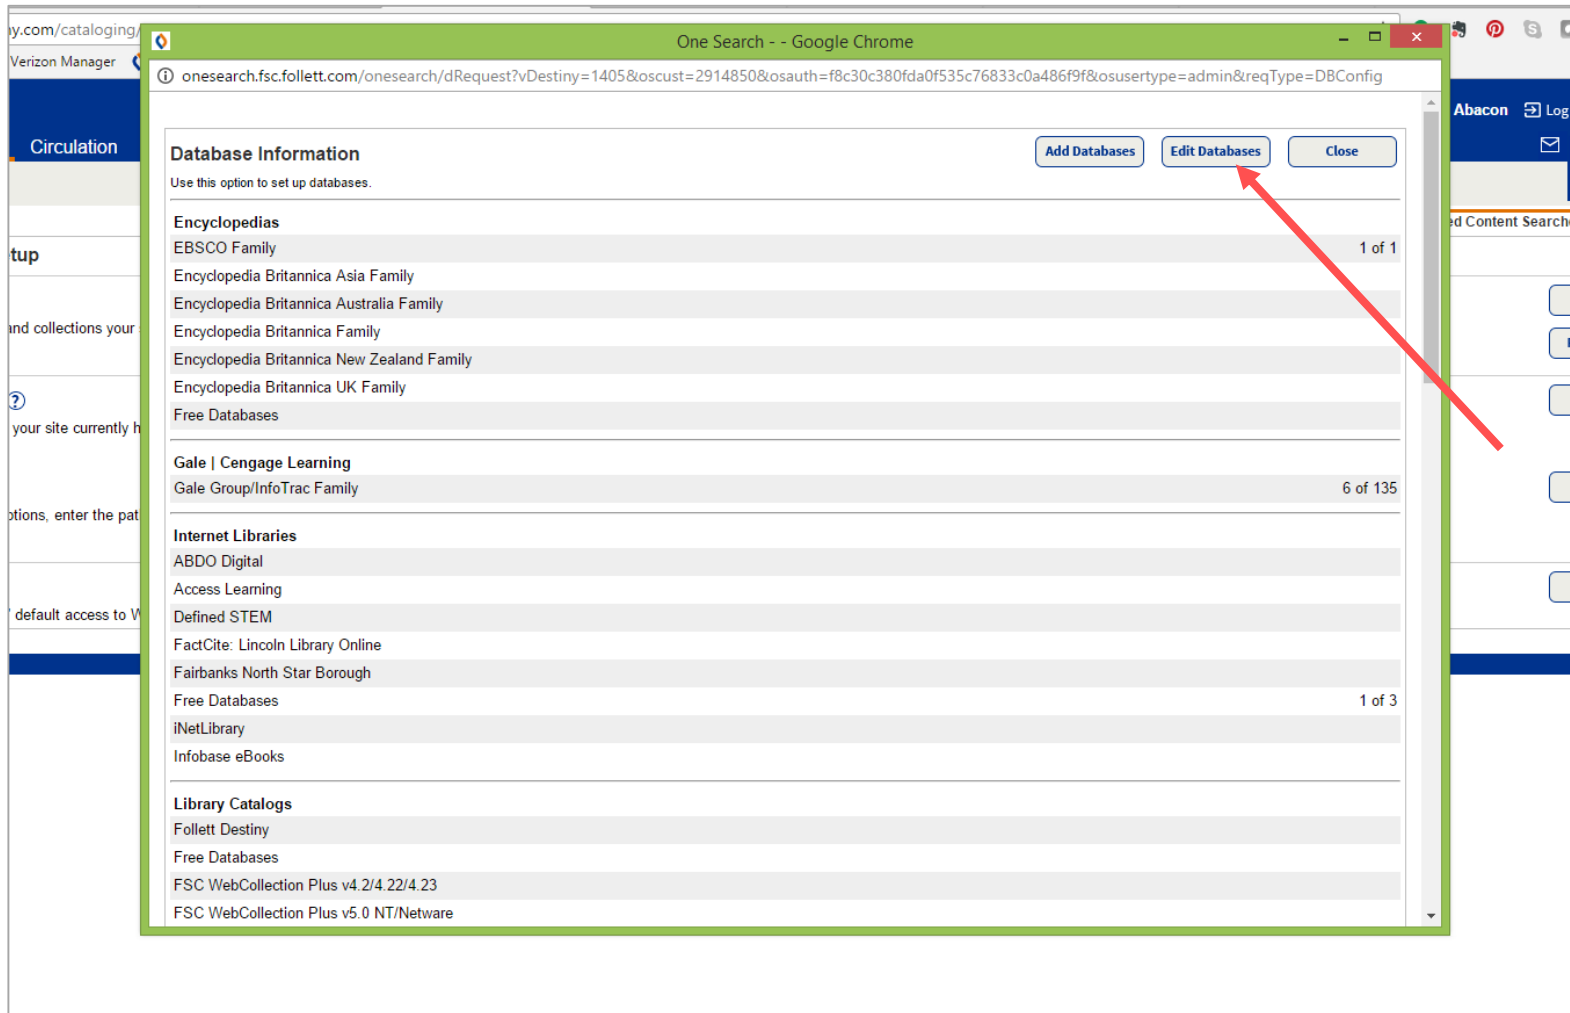 One Search - - Google Chrome
onesearch.fsc.follett.com/onesearch/dRequest?vDestiny=1405&oscust=2914850&osauth=f8c30c380fda0f535c76833c0a486f9f&osusertype=admin&reqType=DBConfig
y.com/cataloging/
Verizon Manager
Abacon Log
Circulation
Database Information
Add Databases Edit Databases Close
Use this option to set up databases.
Encyclopedias
ed Content Search
EBSCO Family 1 of 1
tup
Encyclopedia Britannica Asia Family
Encyclopedia Britannica Australia Family
Encyclopedia Britannica Family
and collections your
Encyclopedia Britannica New Zealand Family
Encyclopedia Britannica UK Family
Free Databases
your site currently h
Gale | Cengage Learning
Gale Group/InfoTrac Family 6 of 135
otions, enter the pat
Internet Libraries
ABDO Digital
Access Learning
Defined STEM
default access to W
FactCite: Lincoln Library Online
Fairbanks North Star Borough
Free Databases 1 of 3
iNetLibrary
Infobase eBooks
Library Catalogs
Follett Destiny
Free Databases
FSC WebCollection Plus v4.2/4.22/4.23
FSC WebCollection Plus v5.0 NT/Netware